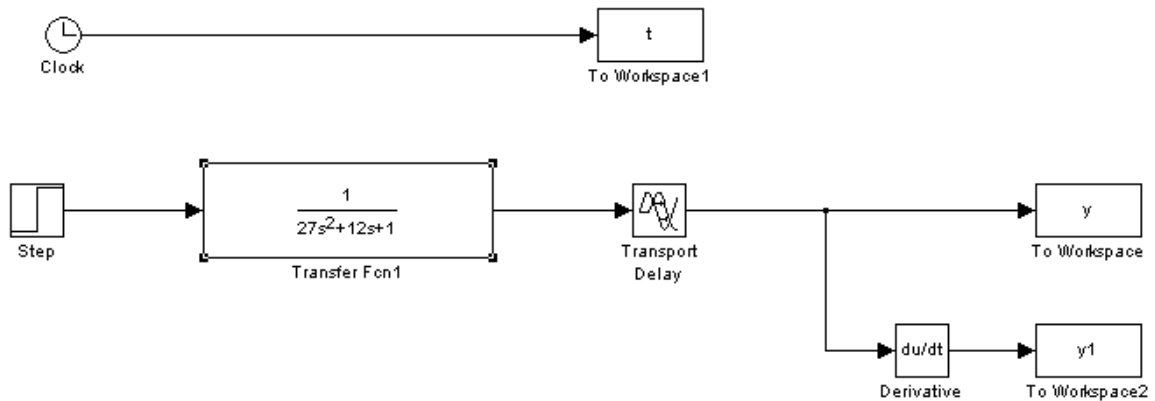 t
Clock
To Workspace1
1
27s²+12s+1
y
Step
Transfer Fcn1
Transport
Delay
To Workspace
du/dt
y1
Derivative
To Workspace2